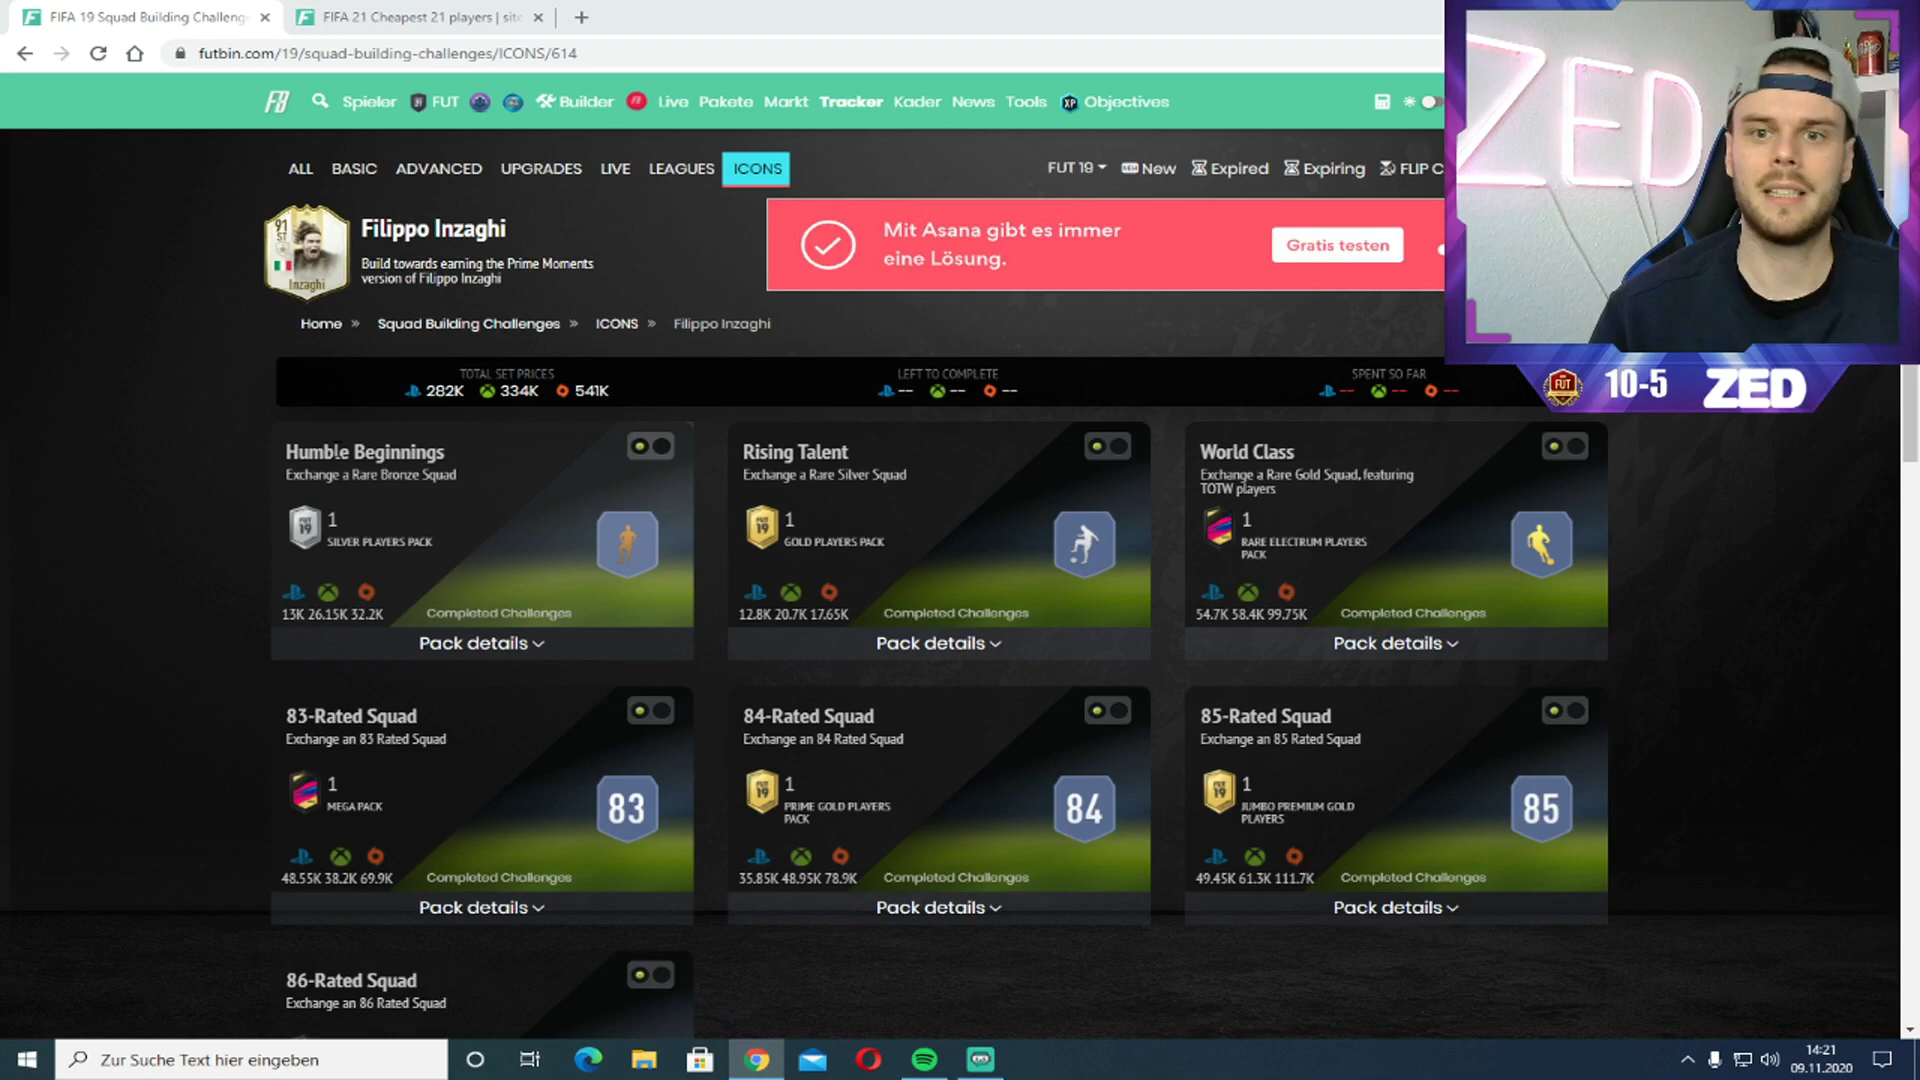 FIFA 19 Squad Building Challeng
FIFA 21 Cheapest 21 players | site
futbin.com/19/squad-building-challenges/ICONS/614
Spieler FUT Builder Live Pakete Markt Tracker Kader News Tools XP Objectives
ALL BASIC ADVANCED UPGRADES LIVE LEAGUES ICONS
FUT 19 New Expired Expiring FLIP C
91
ST
Inzaghi
Filippo Inzaghi
Build towards earning the Prime Moments
version of Filippo Inzaghi
Mit Asana gibt es immer
eine Lösung.
Gratis testen
Home » Squad Building Challenges » ICONS » Filippo Inzaghi
TOTAL SET PRICES
282K 334K 541K
LEFT TO COMPLETE
-- -- --
SPENT SO FAR
-- -- --
ZED
FUT
10-5
ZED
Humble Beginnings
Exchange a Rare Bronze Squad
1
SILVER PLAYERS PACK
13K 26.15K 32.2K
Completed Challenges
Pack details
Rising Talent
Exchange a Rare Silver Squad
1
GOLD PLAYERS PACK
12.8K 20.7K 17.65K
Completed Challenges
Pack details
World Class
Exchange a Rare Gold Squad, featuring
TOTW players
1
RARE ELECTRUM PLAYERS
PACK
54.7K 58.4K 99.75K
Completed Challenges
Pack details
83-Rated Squad
Exchange an 83 Rated Squad
1
MEGA PACK
83
48.55K 38.2K 69.9K
Completed Challenges
Pack details
84-Rated Squad
Exchange an 84 Rated Squad
1
PRIME GOLD PLAYERS
PACK
84
35.85K 48.95K 78.9K
Completed Challenges
Pack details
85-Rated Squad
Exchange an 85 Rated Squad
1
JUMBO PREMIUM GOLD
PLAYERS
85
49.45K 61.3K 111.7K
Completed Challenges
Pack details
86-Rated Squad
Exchange an 86 Rated Squad
Zur Suche Text hier eingeben
14:21
09.11.2020